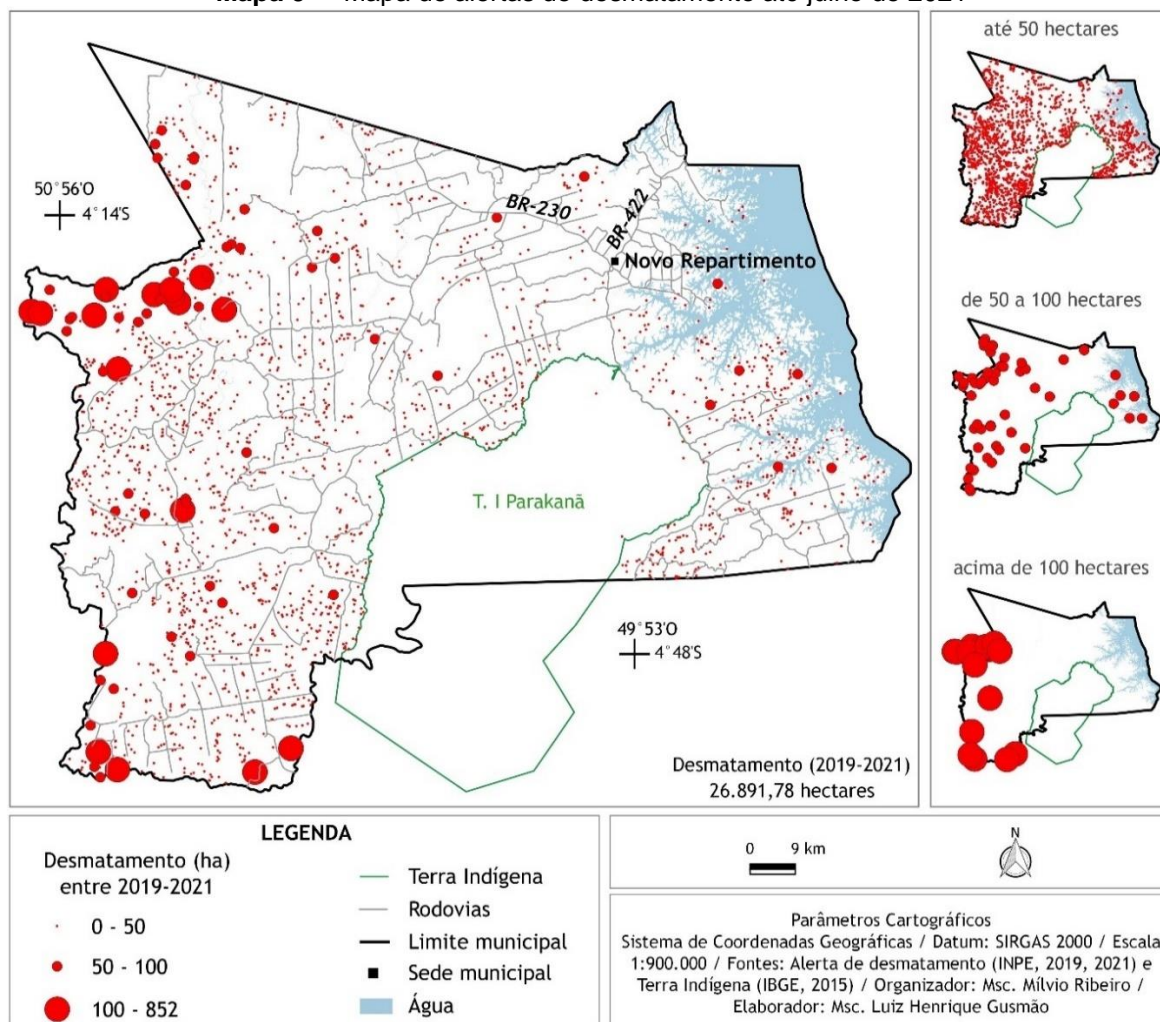 até 50 hectares
50°56'O
4°14'S
BR-230
BR-422
Novo Repartimento
de 50 a 100 hectares
T. I Parakanã
acima de 100 hectares
49°53'O
4°48'S
Desmatamento (2019-2021)
26.891,78 hectares
LEGENDA
Desmatamento (ha)
entre 2019-2021
0 - 50
50 - 100
100 - 852
Terra Indígena
Rodovias
Limite municipal
Sede municipal
Água
0 9 km
N
Parâmetros Cartográficos
Sistema de Coordenadas Geográficas / Datum: SIRGAS 2000 / Escala
1:900.000 / Fontes: Alerta de desmatamento (INPE, 2019, 2021) e
Terra Indígena (IBGE, 2015) / Organizador: Msc. Mílvio Ribeiro /
Elaborador: Msc. Luiz Henrique Gusmão